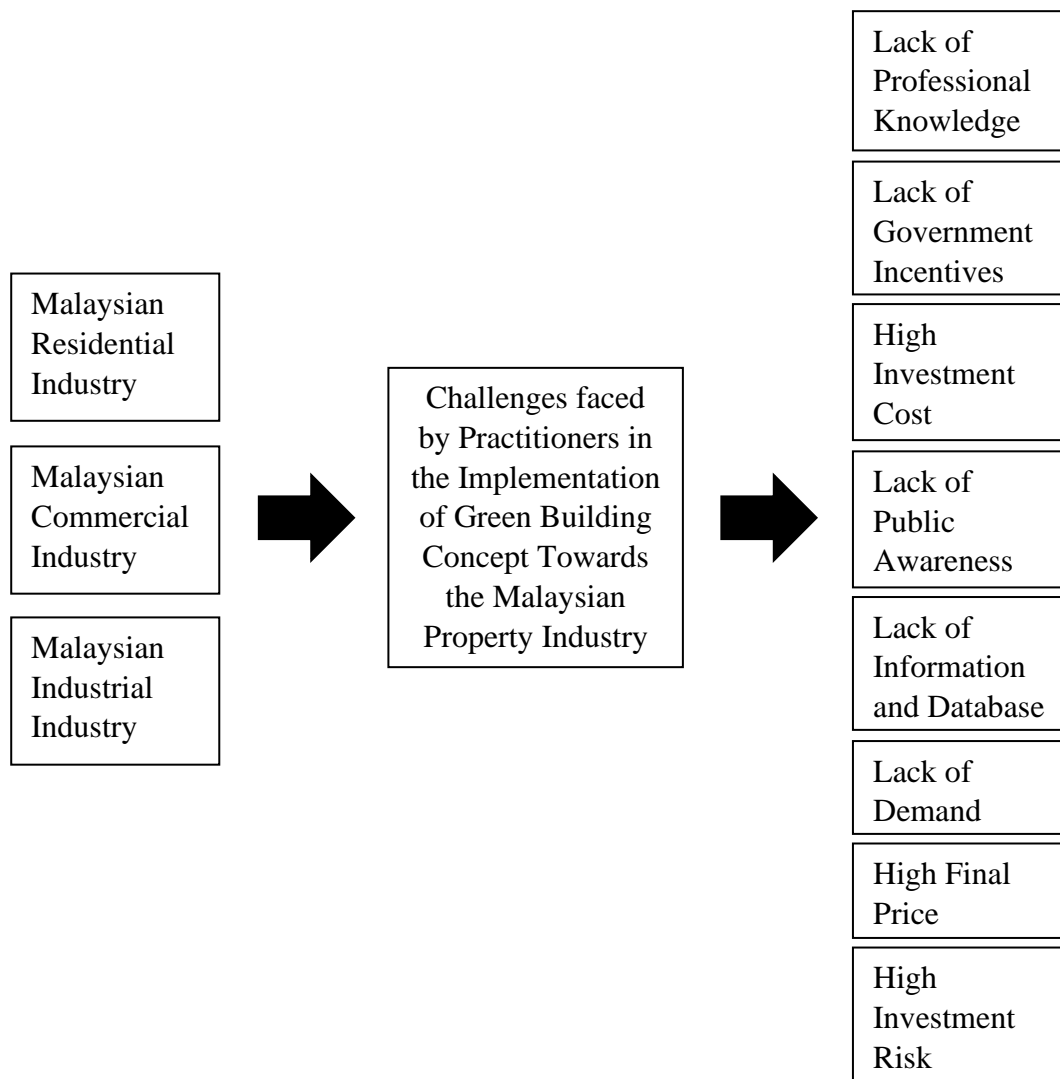 Malaysian
Residential
Industry
Malaysian
Commercial
Industry
Malaysian
Industrial
Industry
Challenges faced
by Practitioners in
the Implementation
of Green Building
Concept Towards
the Malaysian
Property Industry
Lack of
Professional
Knowledge
Lack of
Government
Incentives
High
Investment
Cost
Lack of
Public
Awareness
Lack of
Information
and Database
Lack of
Demand
High Final
Price
High
Investment
Risk